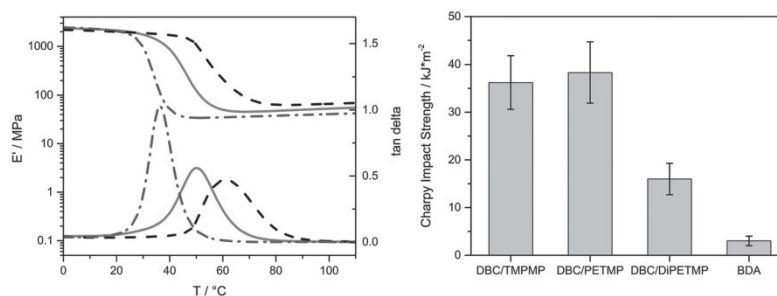 1000
100
10
1
0.1
E' / MPa
0 20 40 60 80 100
T / °C
1.5
1.0
0.5
0.0
tan delta
50
40
30
20
10
0
Charpy Impact Strength / kJ*m-2
DBC/TMPMP DBC/PETMP DBC/DiPETMP BDA